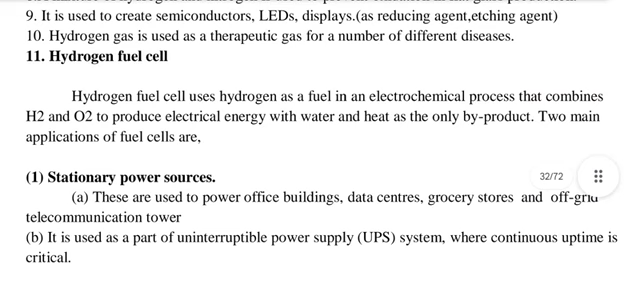 9. It is used to create semiconductors, LEDs, displays.(as reducing agent,etching agent)
10. Hydrogen gas is used as a therapeutic gas for a number of different diseases.
11. Hydrogen fuel cell
Hydrogen fuel cell uses hydrogen as a fuel in an electrochemical process that combines
H2 and O2 to produce electrical energy with water and heat as the only by-product. Two main
applications of fuel cells are,
(1) Stationary power sources.
32/72
(a) These are used to power office buildings, data centres, grocery stores and off-grid
telecommunication tower
(b) It is used as a part of uninterruptible power supply (UPS) system, where continuous uptime is
critical.